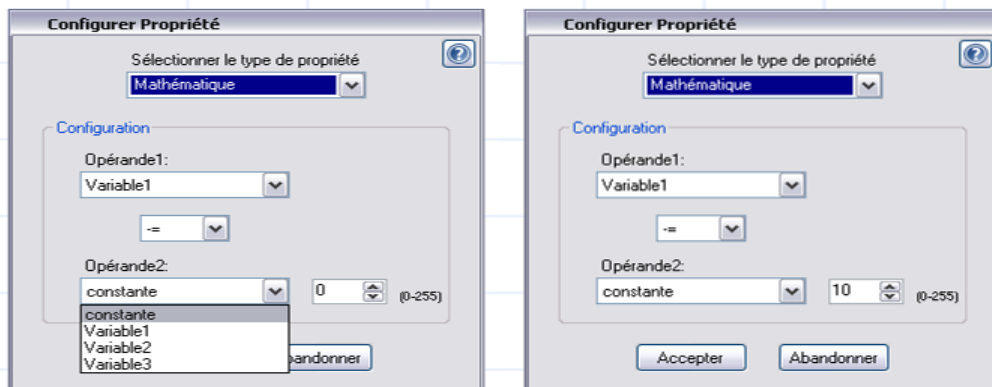 Configurer Propriété
Sélectionner le type de propriété
Mathématique
Configuration
Opérande1:
Variable1
-=
Opérande2:
constante 0 (0-255)
constante
Variable1
Variable2
Variable3
bandonner
Configurer Propriété
Sélectionner le type de propriété
Mathématique
Configuration
Opérande1:
Variable1
-=
Opérande2:
constante 10 (0-255)
Accepter Abandonner